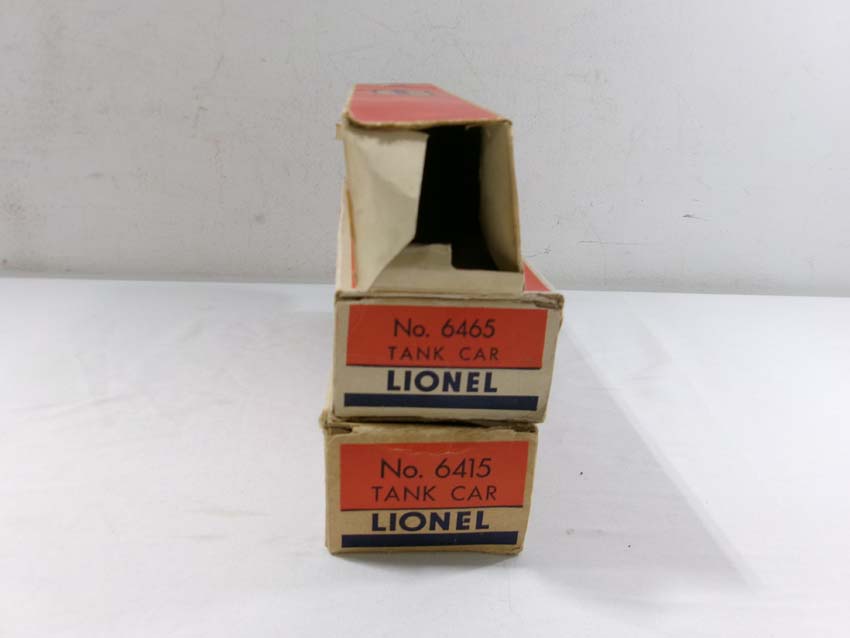 No. 6465
TANK CAR
LIONEL
No. 6415
TANK CAR
LIONEL